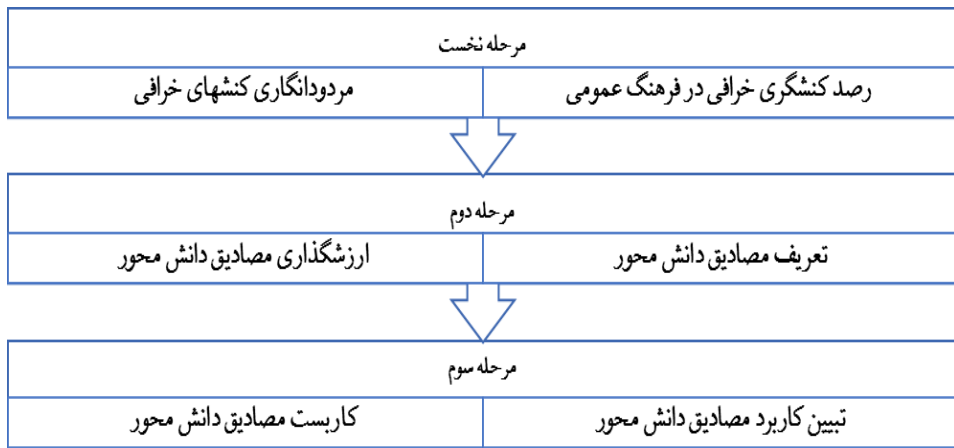 مرحله نخست
رصد کنشگری خرافی در فرهنگ عمومی
مردودانگاری کنشهای خرافی
مرحله دوم
تعریف مصادیق دانش محور
ارزشگذاری مصادیق دانش محور
مرحله سوم
تبیین کاربرد مصادیق دانش محور
کاربست مصادیق دانش محور